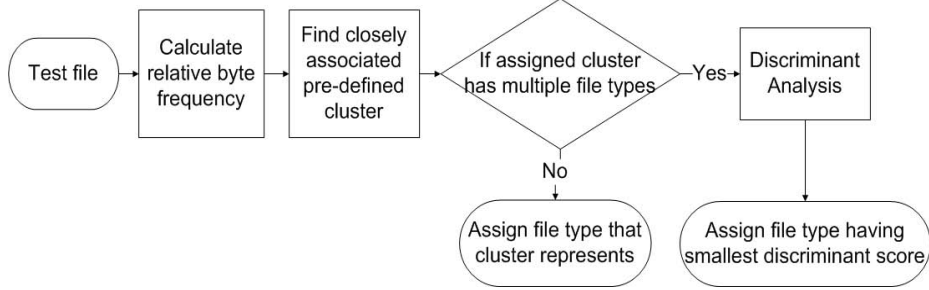 Test file
Calculate
relative byte
frequency
Find closely
associated
pre-defined
cluster
If assigned cluster
has multiple file types
Yes
Discriminant
Analysis
No
Assign file type that
cluster represents
Assign file type having
smallest discriminant score